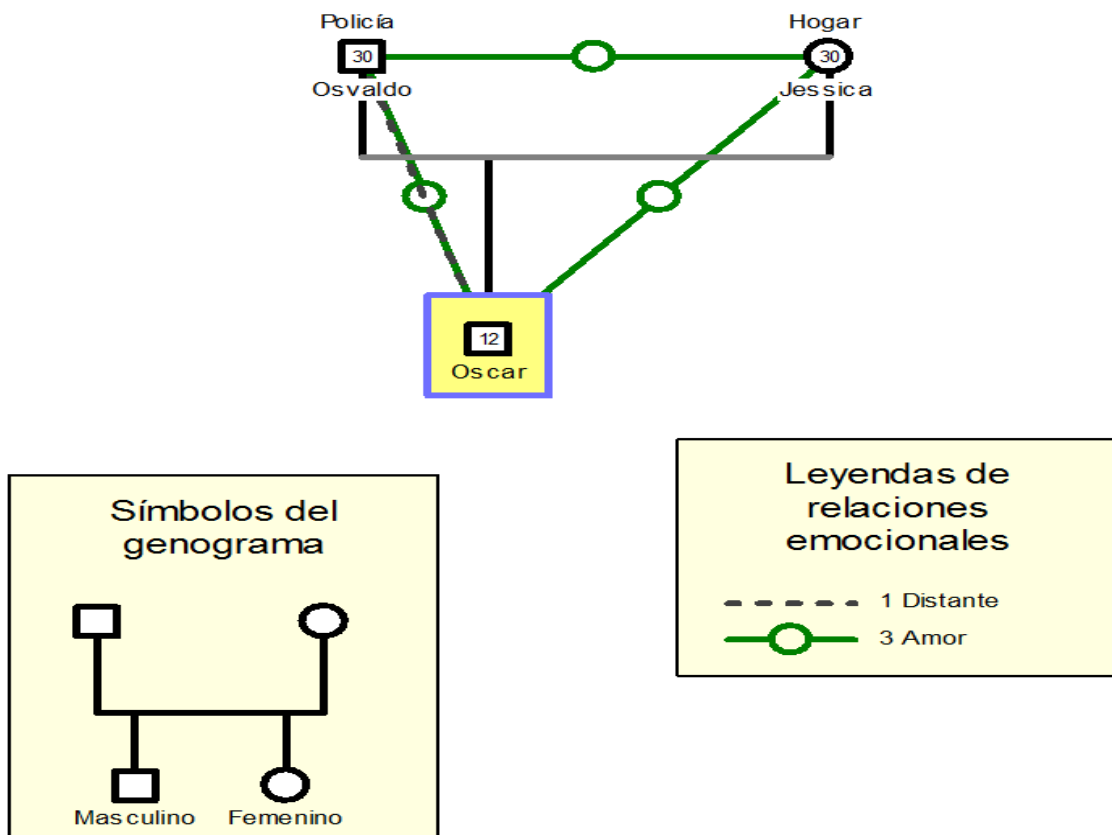 Policía
Hogar
30
30
Osvaldo
Jessica
12
Oscar
Símbolos del
genograma
Masculino
Femenino
Leyendas de
relaciones
emocionales
1 Distante
3 Amor